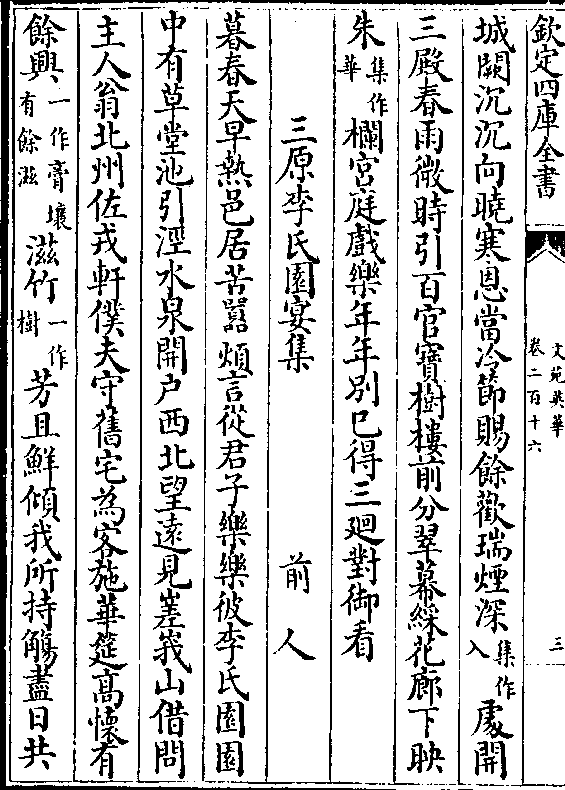 欽定四庫全書
文苑英華
卷二百十六
三
城闕沉沉向曉寒恩當冷節賜餘歡瑞煙深集作入處開
三殿春雨微時引百官寶樹樓前分翠幕綵花廊下映
朱集作華欄宮庭戲樂年年別已得三廻對御看
三原李氏園宴集 前人
暮春天早熱邑居苦囂煩言從君子樂樂彼李氏園園
中有草堂池引涇水泉開户西北望遠見嵳峩山借問
主人翁北州佐戎軒僕夫守舊宅為客施華筵高懷有
餘興一作膏壤有餘滋滋竹一作樹芳且鮮傾我所持觴盡日共